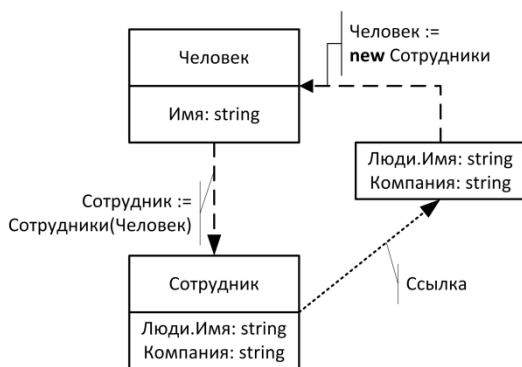 Человек :=
new Сотрудники
Человек
Имя: string
Люди.Имя: string
Компания: string
Сотрудник :=
Сотрудники(Человек)
Сотрудник
Ссылка
Люди.Имя: string
Компания: string